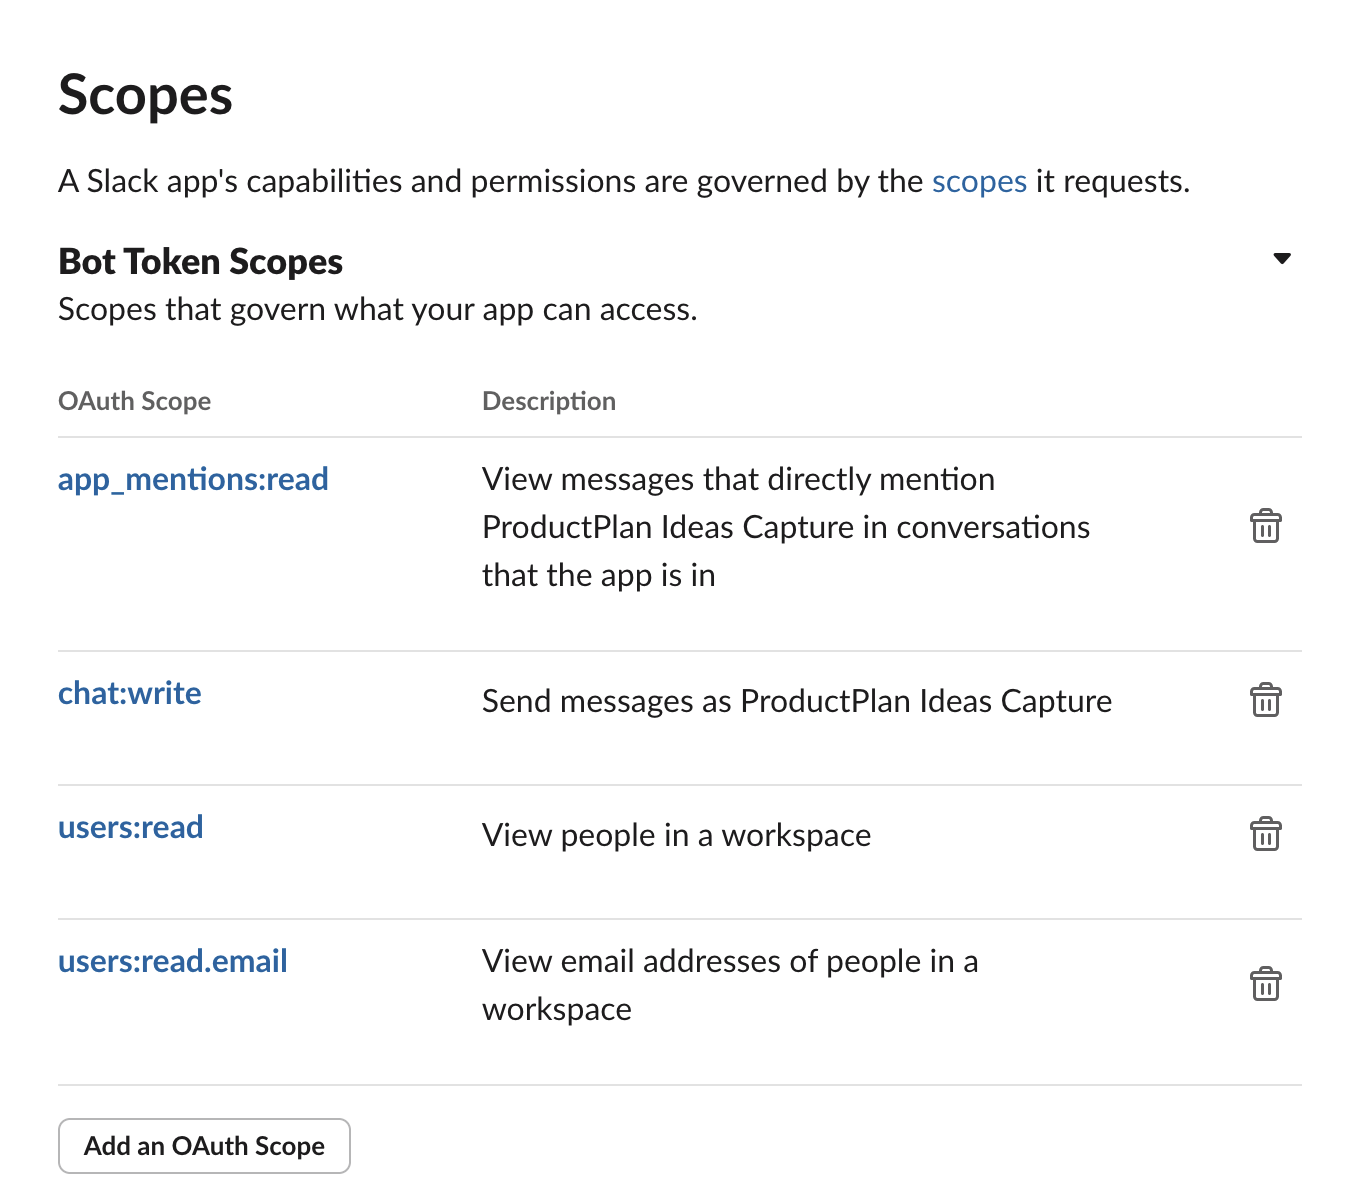 Scopes
A Slack app's capabilities and permissions are governed by the scopes it requests.
Bot Token Scopes
Scopes that govern what your app can access.
OAuth Scope Description
app_mentions:read View messages that directly mention
ProductPlan Ideas Capture in conversations
that the app is in
chat:write Send messages as ProductPlan Ideas Capture
users:read View people in a workspace
users:read.email View email addresses of people in a
workspace
Add an OAuth Scope